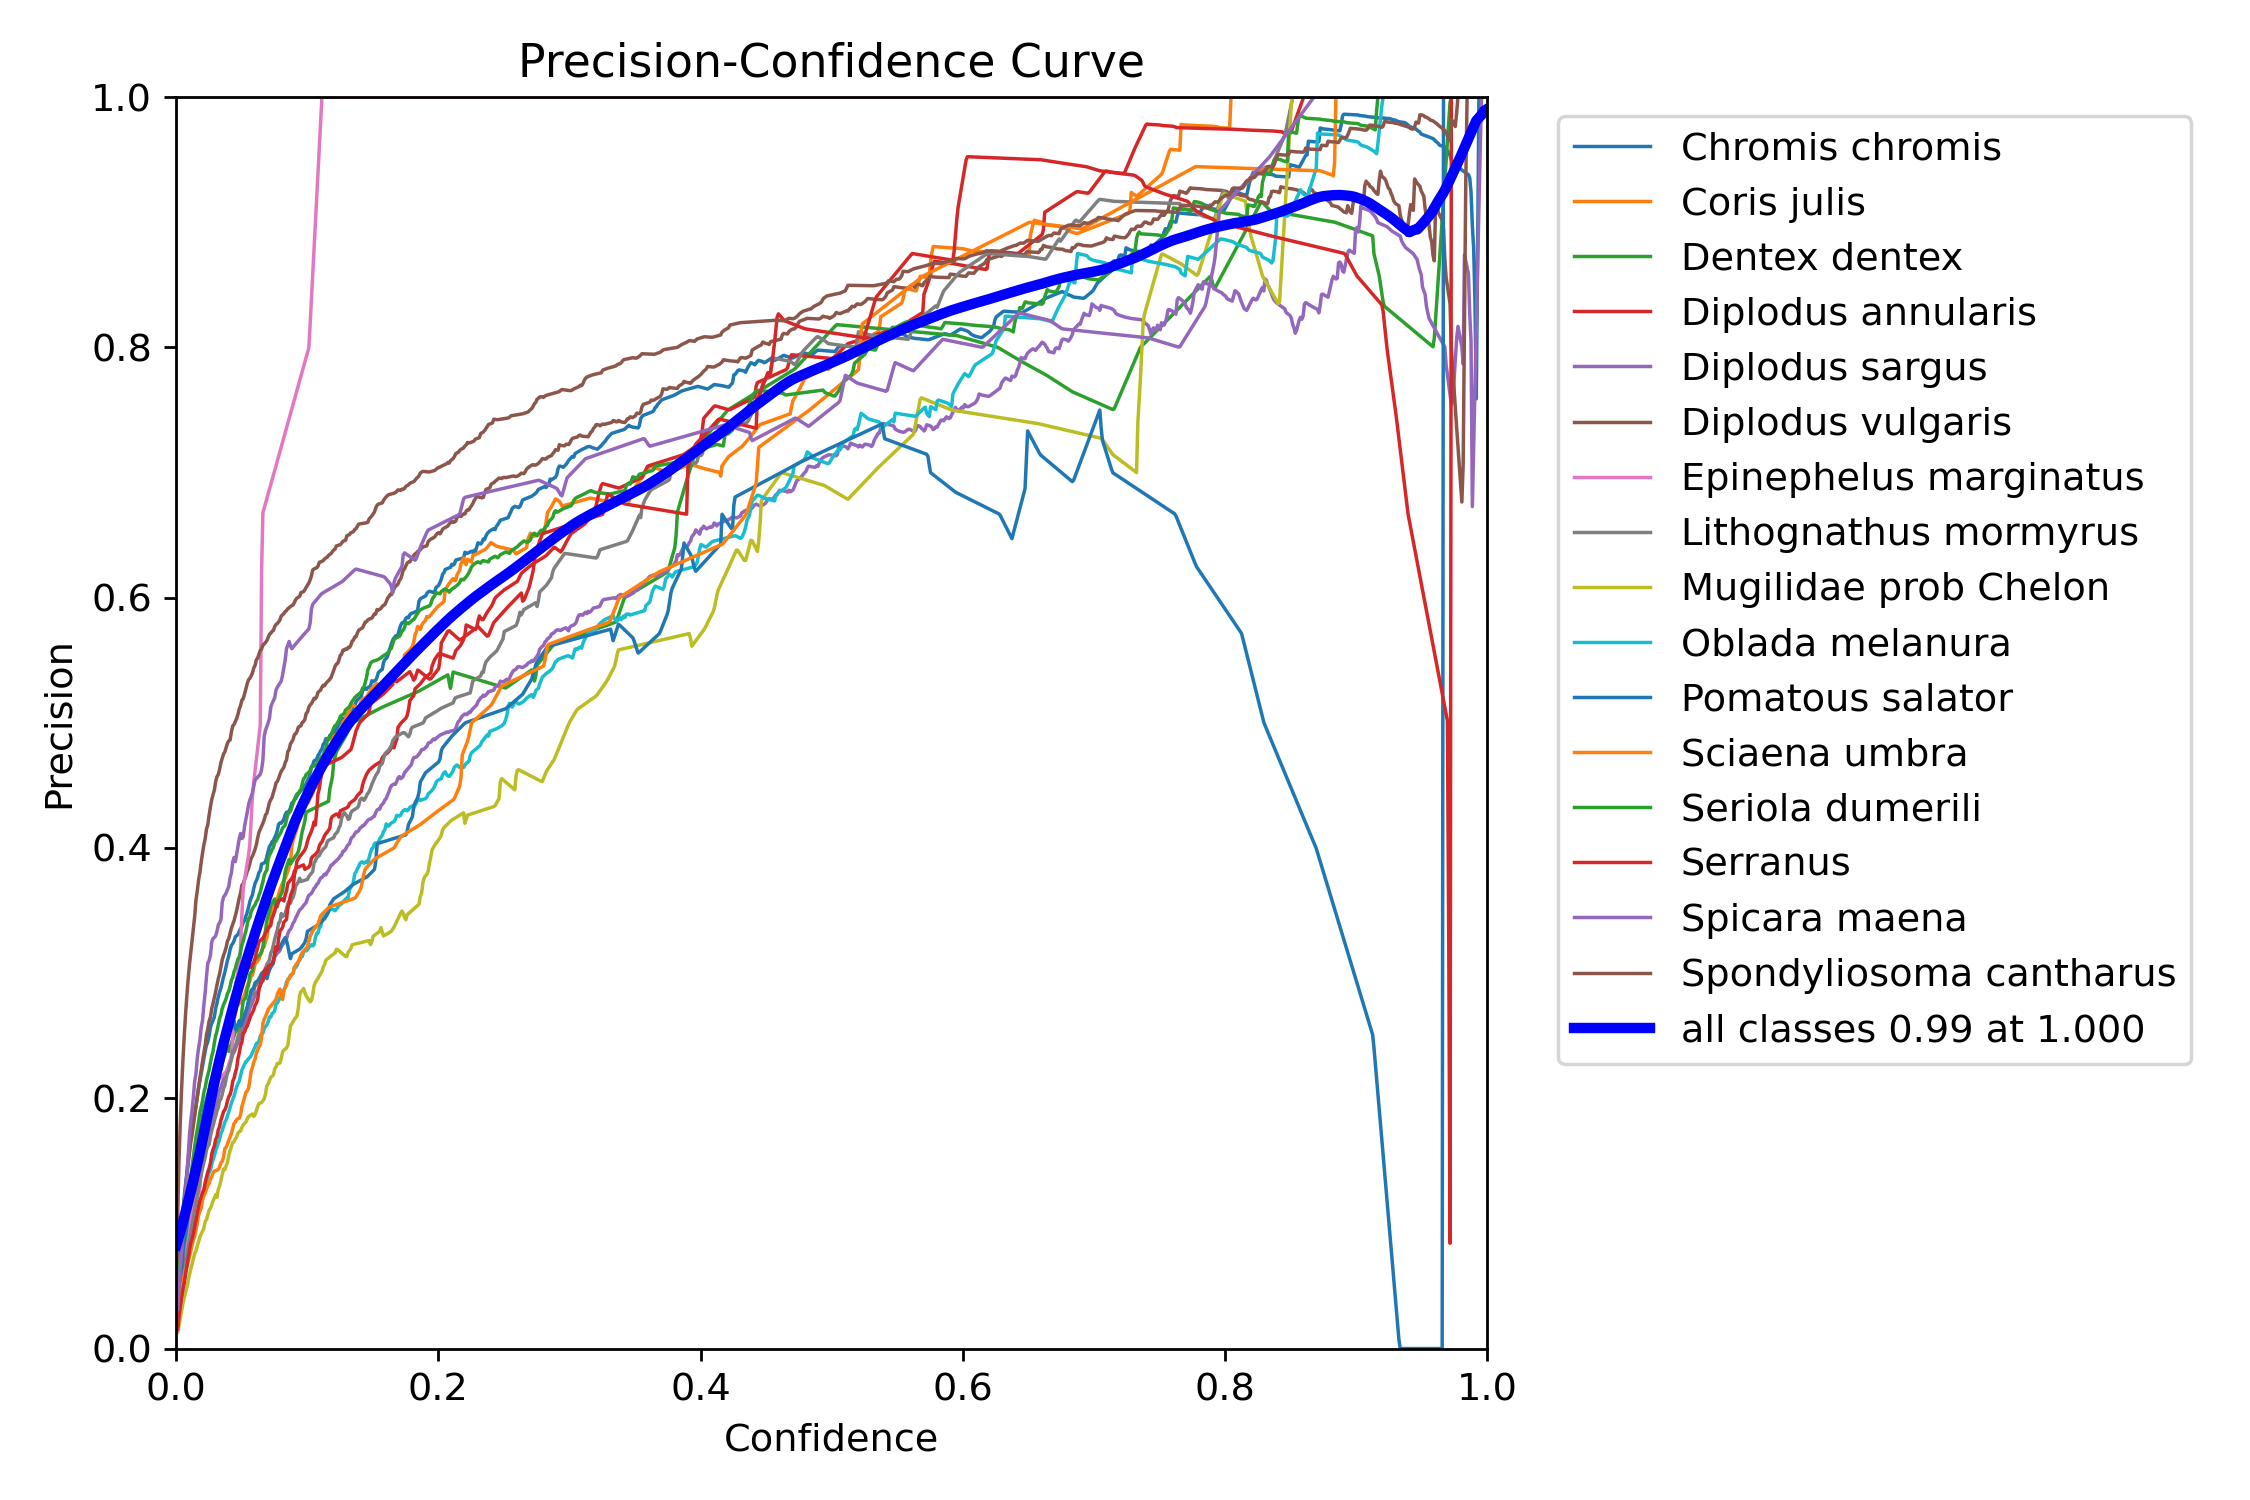 Precision-Confidence Curve
1.0
0.8
0.6
0.4
0.2
0.0
Precision
0.0 0.2 0.4 0.6 0.8 1.0
Confidence
Chromis chromis
Coris julis
Dentex dentex
Diplodus annularis
Diplodus sargus
Diplodus vulgaris
Epinephelus marginatus
Lithognathus mormyrus
Mugilidae prob Chelon
Oblada melanura
Pomatous salator
Sciaena umbra
Seriola dumerili
Serranus
Spicara maena
Spondyliosoma cantharus
all classes 0.99 at 1.000